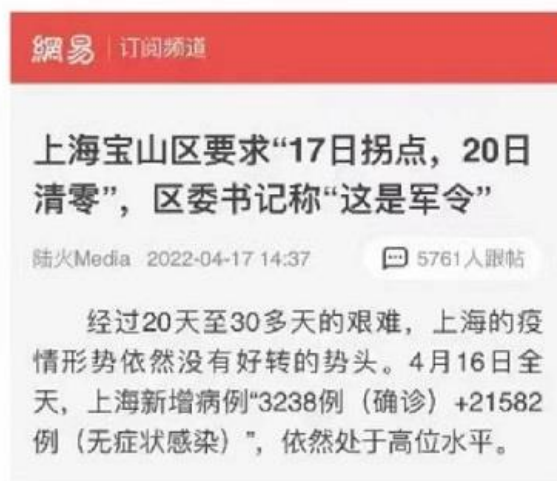 網易 | 订阅频道
上海宝山区要求“17日拐点，20日
清零”，区委书记称“这是军令”
陆火Media 2022-04-17 14:37 5761人跟帖
经过20天至30多天的艰难，上海的疫
情形势依然没有好转的势头。4月16日全
天，上海新增病例“3238例（确诊）+21582
例（无症状感染）”，依然处于高位水平。